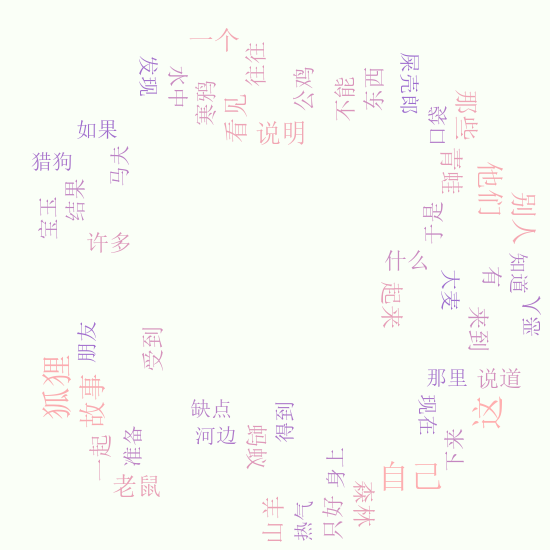 一个
往往
发现
水中
寒鸦
看见
说明
公鸡
不能
东西
屎壳郎
袋口
那些
青蛙
他们
别人
如果
猎狗
马夫
宝玉
结果
许多
于是
什么
起来
大麦
有
知道
恶人
来到
朋友
受到
狐狸
故事
一起
准备
老鼠
缺点
河边
得到
蚂蚁
那里
说道
现在
这
下来
自己
身上
森林
山羊
热气
只好